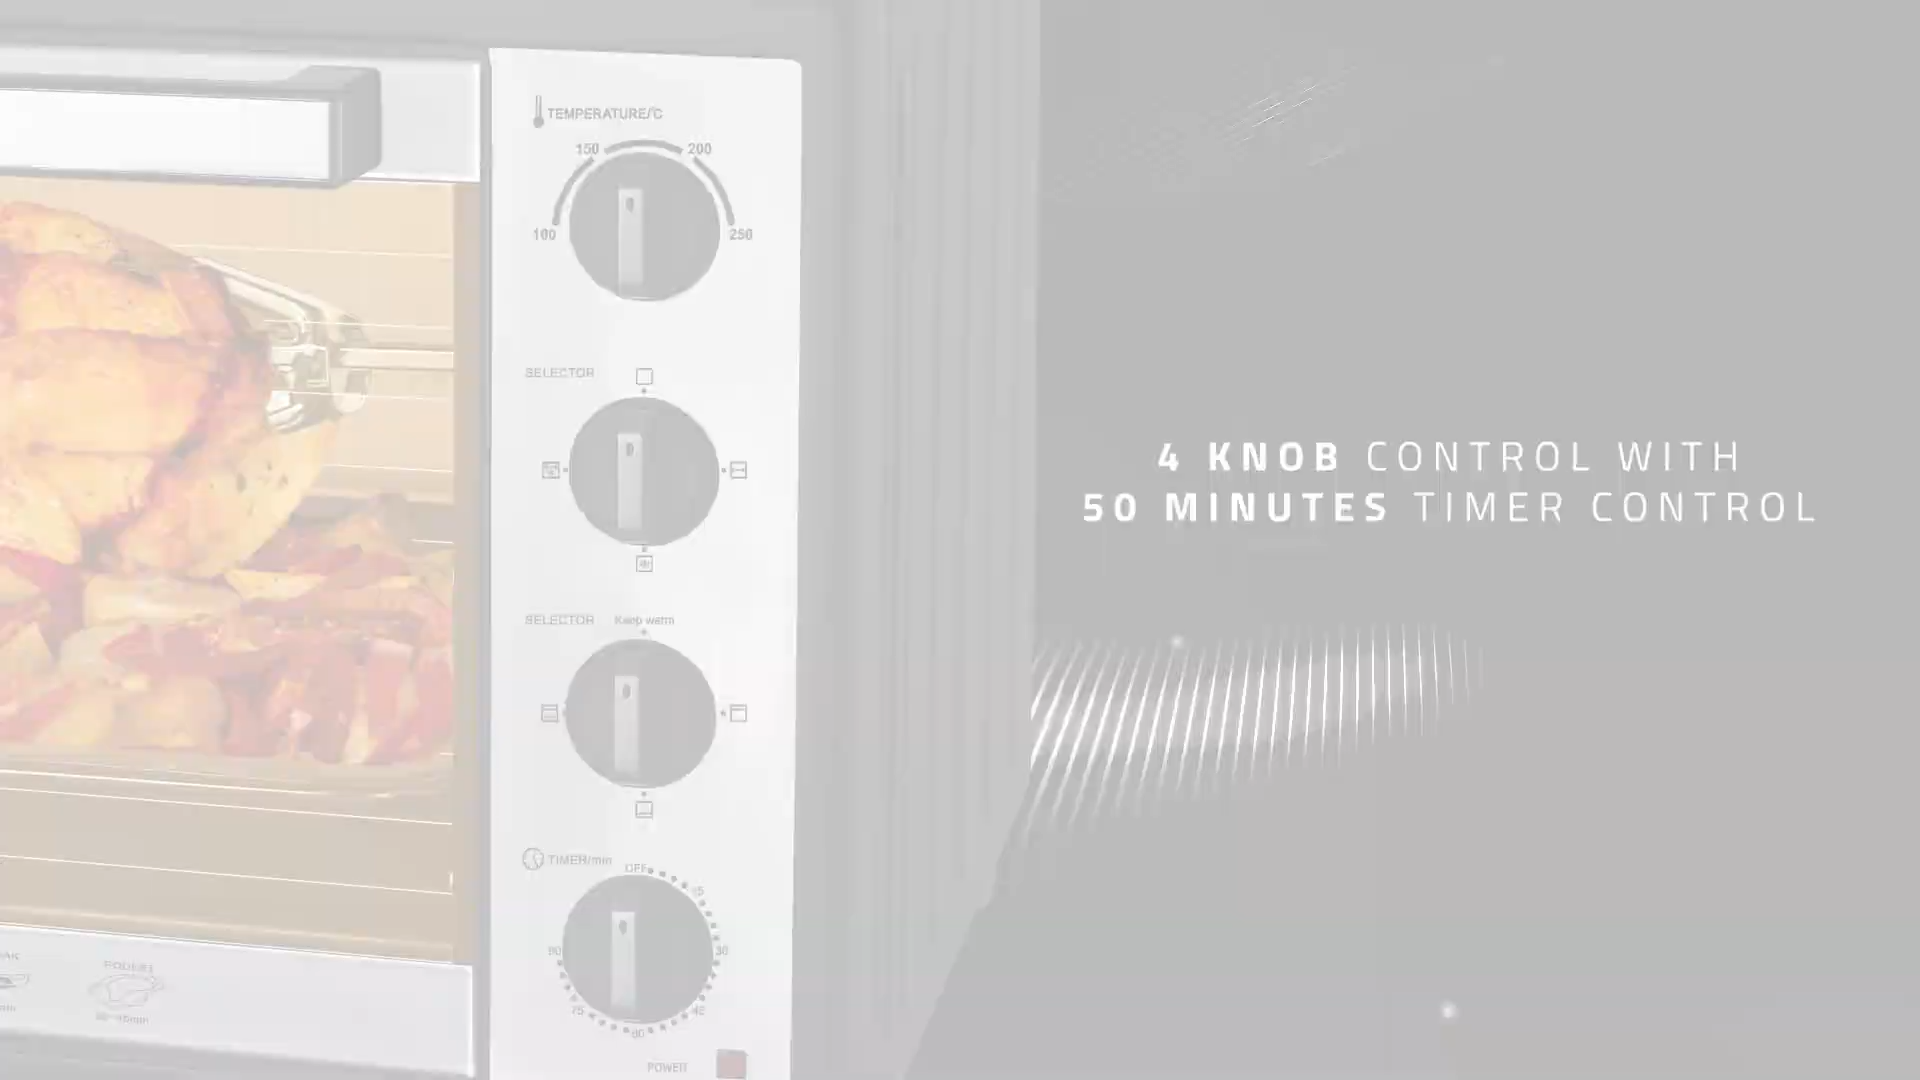 TEMPERATURE/°C
150 200
100 250
SELECTOR
SELECTOR Keep warm
TIMER/min OFF
15
90 30
75 45
60
POWER
4 KNOB CONTROL WITH
50 MINUTES TIMER CONTROL